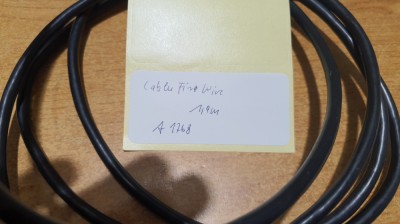 Cable Fire Wire
1,9m
A 1268